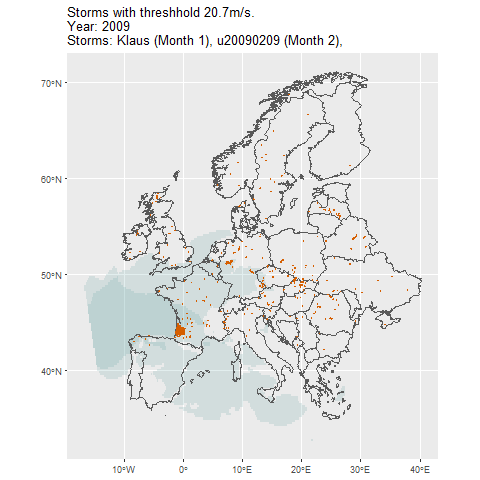 Storms with threshhold 20.7m/s.
Year: 2009
Storms: Klaus (Month 1), u20090209 (Month 2),
70°N
60°N
50°N
40°N
10°W
0°
10°E
20°E
30°E
40°E